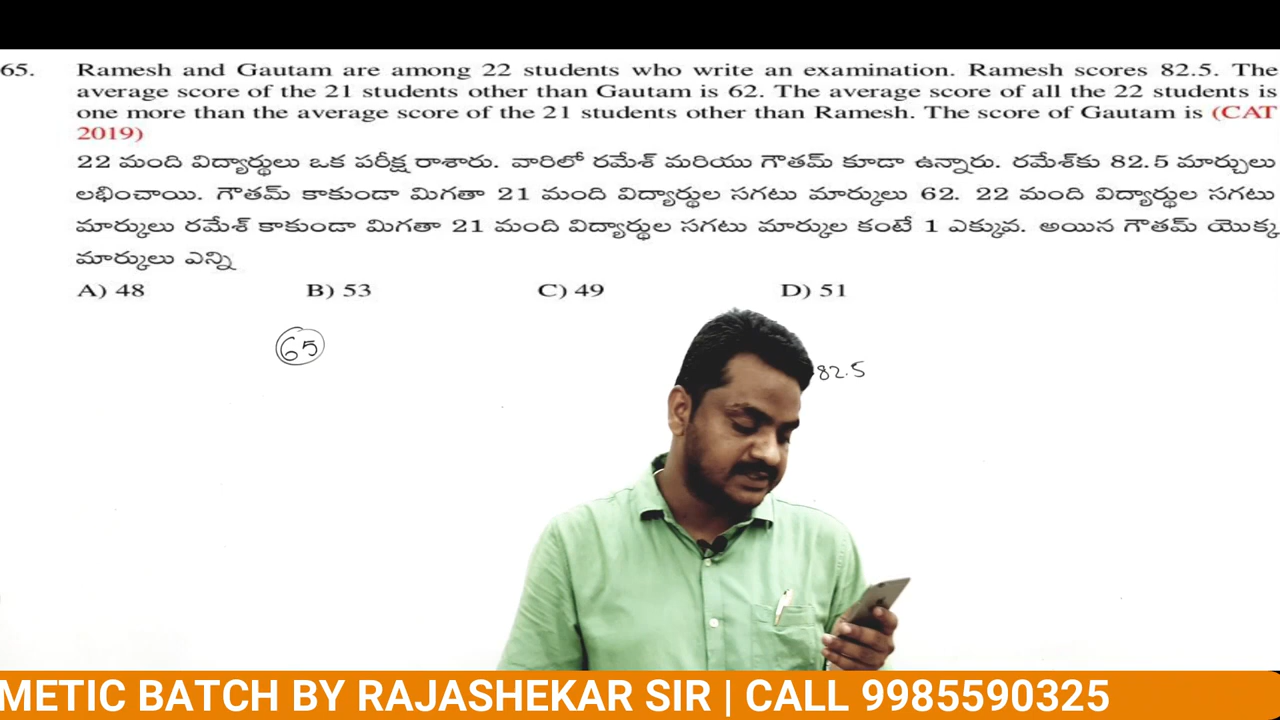 65. Ramesh and Gautam are among 22 students who write an examination. Ramesh scores 82.5. The
average score of the 21 students other than Gautam is 62. The average score of all the 22 students is
one more than the average score of the 21 students other than Ramesh. The score of Gautam is (CAT
2019)
22 మంది విద్యార్థులు ఒక పరీక్ష రాశారు. వారిలో రమేశ్ మరియు గౌతమ్ కూడా ఉన్నారు. రమేశ్‌కు 82.5 మార్చులు
లభించాయి. గౌతమ్ కాకుండా మిగతా 21 మంది విద్యార్థుల సగటు మార్కులు 62. 22 మంది విద్యార్థుల సగటు
మార్కులు రమేశ్ కాకుండా మిగతా 21 మంది విద్యార్థుల సగటు మార్కుల కంటే 1 ఎక్కువ. అయిన గౌతమ్ యొక్క
మార్కులు ఎన్ని
A) 48 B) 53 C) 49 D) 51
65
82.5
METIC BATCH BY RAJASHEKAR SIR | CALL 9985590325